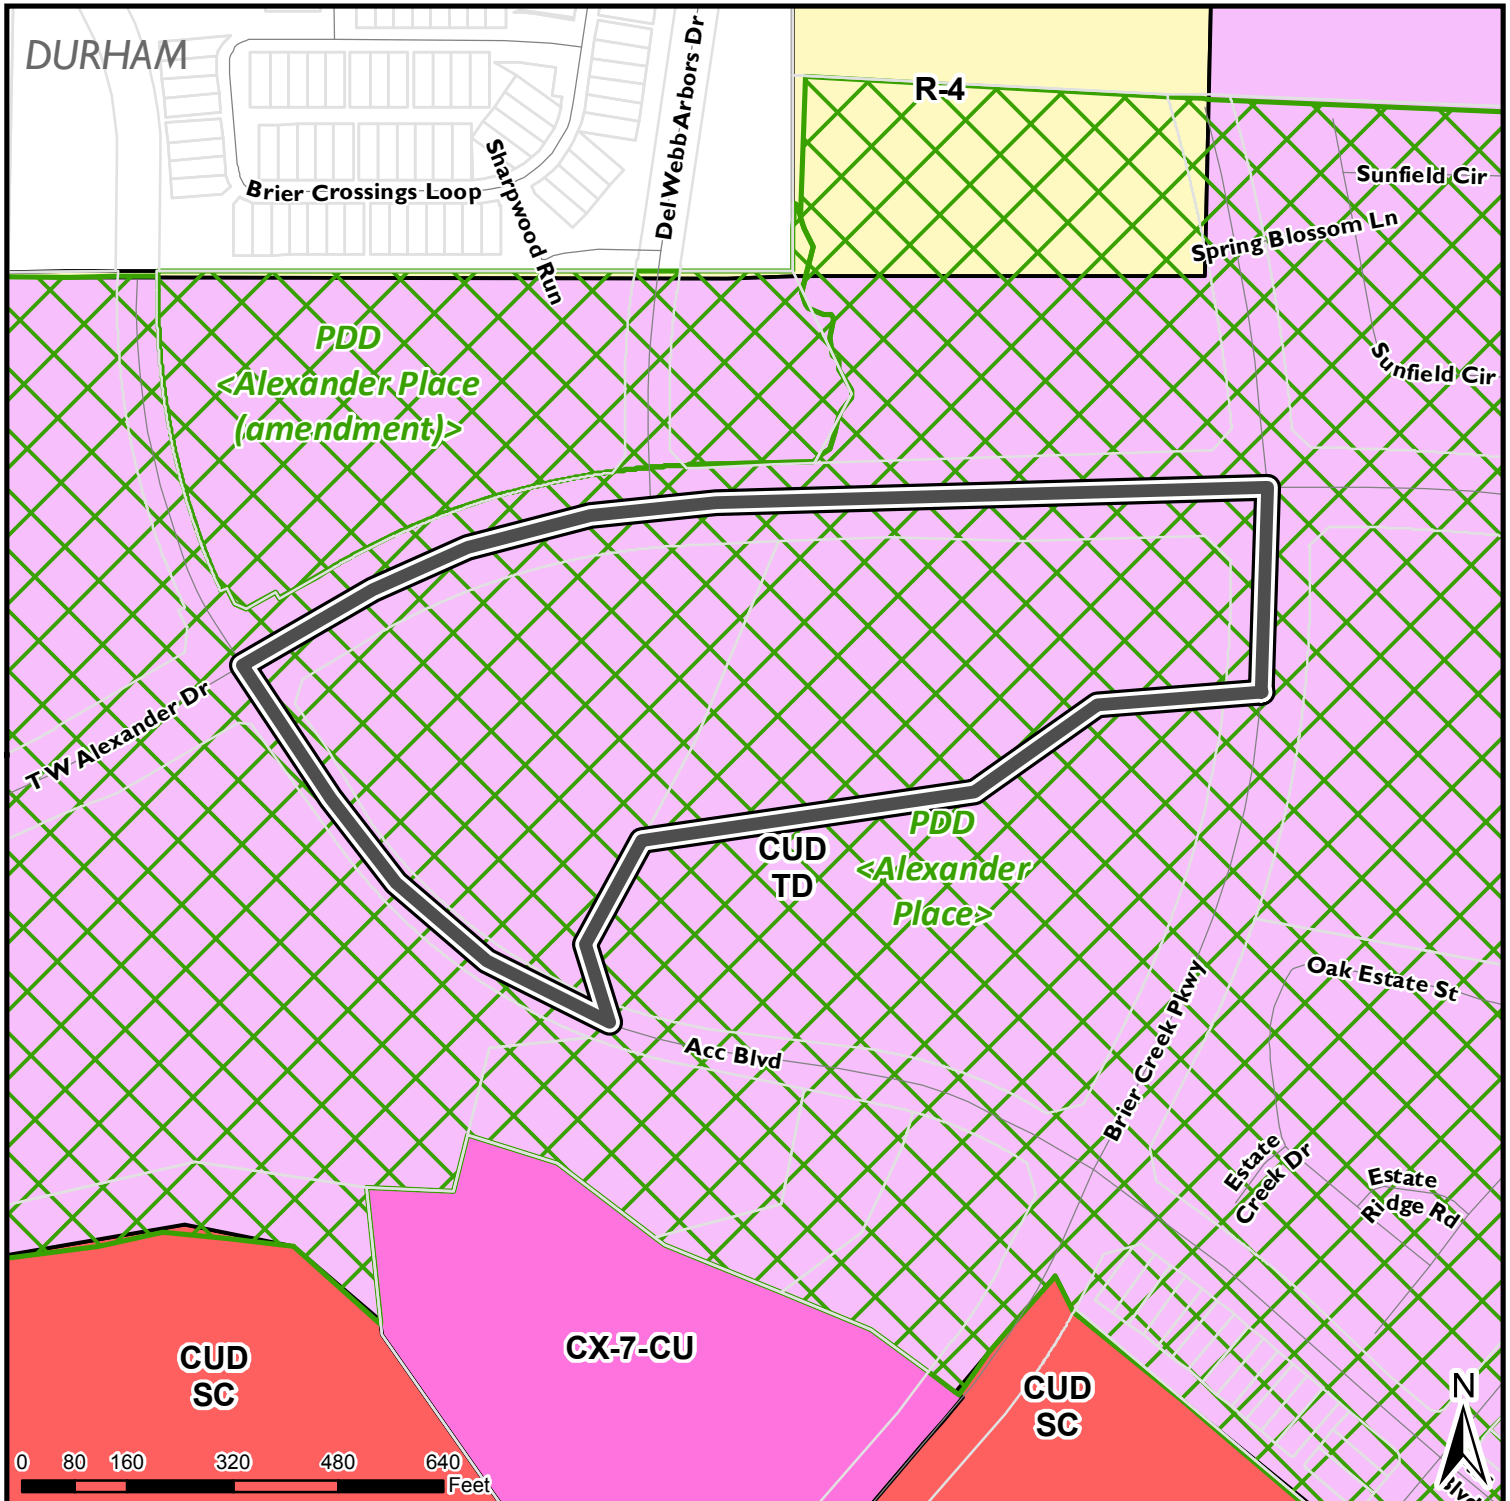 DURHAM
R-4
Del Webb Arbors Dr
Sharpwood Run
Brier Crossings Loop
Sunfield Cir
Spring Blossom Ln
Sunfield Cir
PDD
<Alexander Place
(amendment)>
T W Alexander Dr
PDD
<Alexander
Place>
CUD
TD
Oak Estate St
Acc Blvd
Brier Creek Pkwy
Estate
Creek Dr
Estate
Ridge Rd
CX-7-CU
CUD
SC
CUD
SC
N
0 80 160 320 480 640
Feet
Blvd